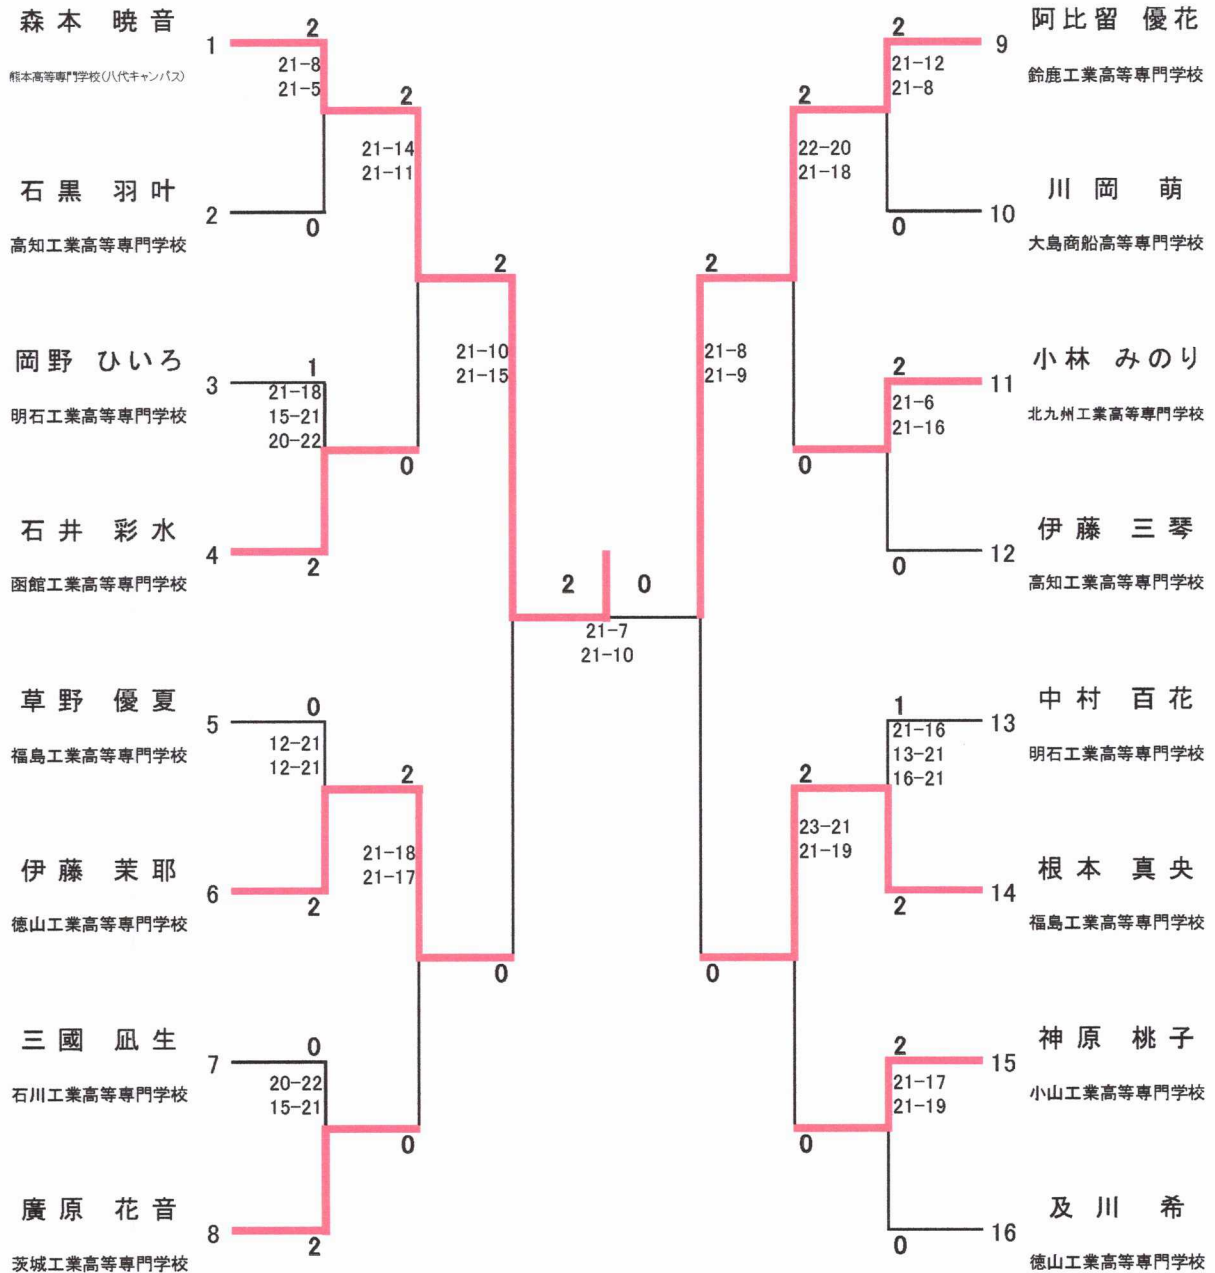 森本 暁音
1
熊本高等専門学校(八代キャンパス)
2
21-8
21-5
石黒 羽叶
2
高知工業高等専門学校
0
2
21-14
21-11
岡野 ひいろ
3
明石工業高等専門学校
1
21-18
15-21
20-22
石井 彩水
4
函館工業高等専門学校
2
0
2
21-10
21-15
草野 優夏
5
福島工業高等専門学校
0
12-21
12-21
伊藤 茉耶
6
徳山工業高等専門学校
2
2
21-18
21-17
三國 凪生
7
石川工業高等専門学校
0
20-22
15-21
廣原 花音
8
茨城工業高等専門学校
2
0
0
2 0
21-7
21-10
阿比留 優花
9
鈴鹿工業高等専門学校
2
21-12
21-8
川岡 萌
10
大島商船高等専門学校
0
2
22-20
21-18
小林 みのり
11
北九州工業高等専門学校
2
21-6
21-16
伊藤 三琴
12
高知工業高等専門学校
0
0
2
21-8
21-9
中村 百花
13
明石工業高等専門学校
1
21-16
13-21
16-21
根本 真央
14
福島工業高等専門学校
2
2
23-21
21-19
神原 桃子
15
小山工業高等専門学校
2
21-17
21-19
及川 希
16
徳山工業高等専門学校
0
0
0